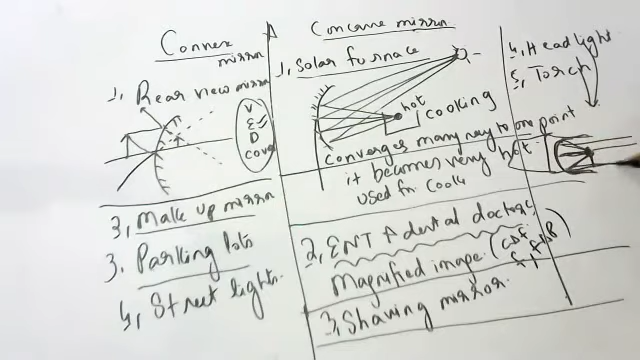 Convex
mirror
1, Rear view mirror
V
E
D
3, Make up mirror
3. Parking lots
4, Street lights.
Concave mirror
1, Solar furnace
hot
cooking
Converges many ray to one point
it becomes very hot.
used for cook
2, ENT & dental doctors
Magnified image.
3, Shaving mirror.
4, Head light
5, Torch